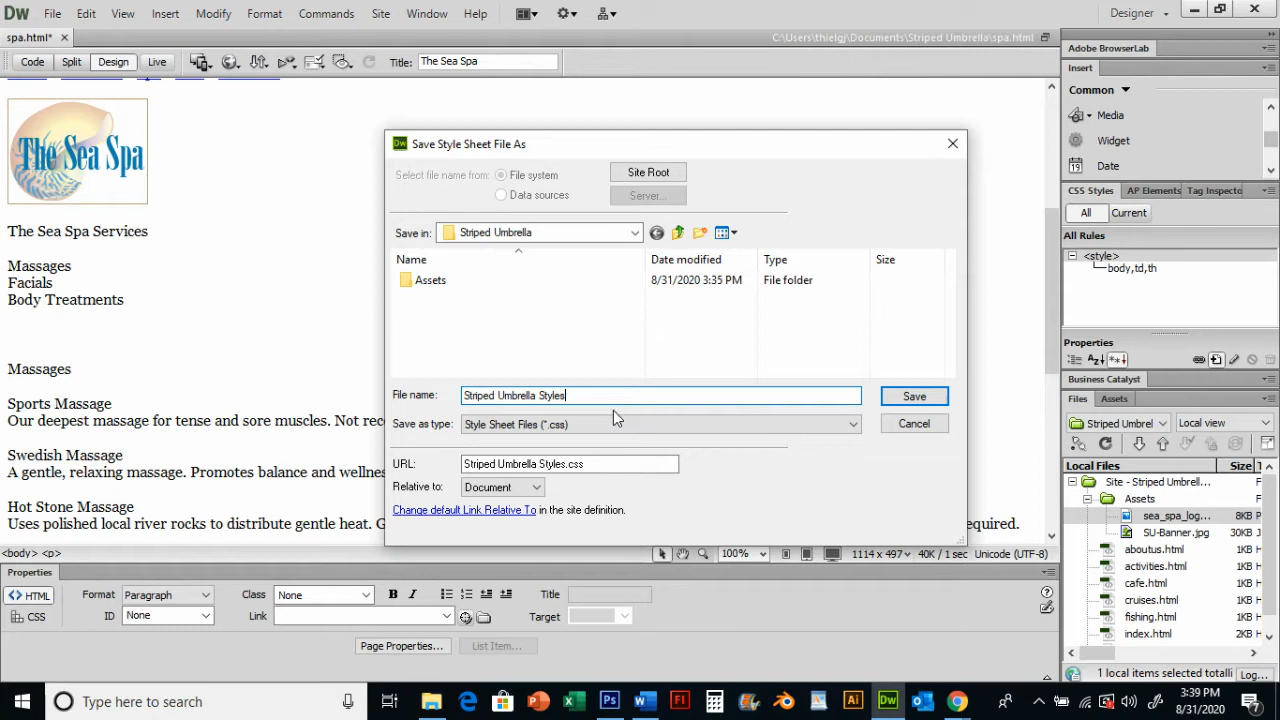 Dw File Edit View Insert Modify Format Commands Site Window Help Designer
spa.html* C:\Users\thielgj\Documents\Striped Umbrella\spa.html
Code Split Design Live Title: The Sea Spa
The Sea Spa
The Sea Spa Services
Massages
Facials
Body Treatments
Massages
Sports Massage
Our deepest massage for tense and sore muscles.
Swedish Massage
A gentle, relaxing massage. Promotes balance and wellne
Hot Stone Massage
Uses polished local river rocks to distribute gentle heat.
required.
Dw Save Style Sheet File As
Select file name from: File system Site Root
Data sources Server...
Save in: Striped Umbrella
Name Date modified Type Size
Assets 8/31/2020 3:35 PM File folder
File name: Striped Umbrella Styles Save
Save as type: Style Sheet Files (*.css) Cancel
URL: Striped Umbrella Styles.css
Relative to: Document
Change default Link Relative To in the site definition.
Adobe BrowserLab
Insert
Common
Media
Widget
19 Date
CSS Styles AP Elements Tag Inspecto
All Current
All Rules
<style>
body,td,th
Properties
Az
Business Catalyst
Files Assets
Striped Umbrella Local view
Local Files Size
Site - Striped Umbrel...
Assets
sea_spa_log... 8KB
SU-Banner.jpg 30KB
aboutus.html 1KB
activities.html 1KB
cafe.html 1KB
cruises.html 1KB
fishing.html 1KB
index.html 2KB
1 local items selected totalli Log...
<body> <p> 100% 1114 x 497 40K / 1 sec Unicode (UTF-8)
Properties
HTML Format Paragraph Class None B I Title
CSS ID None Link Target
Page Properties... List Item...
Type here to search
3:39 PM
8/31/2020